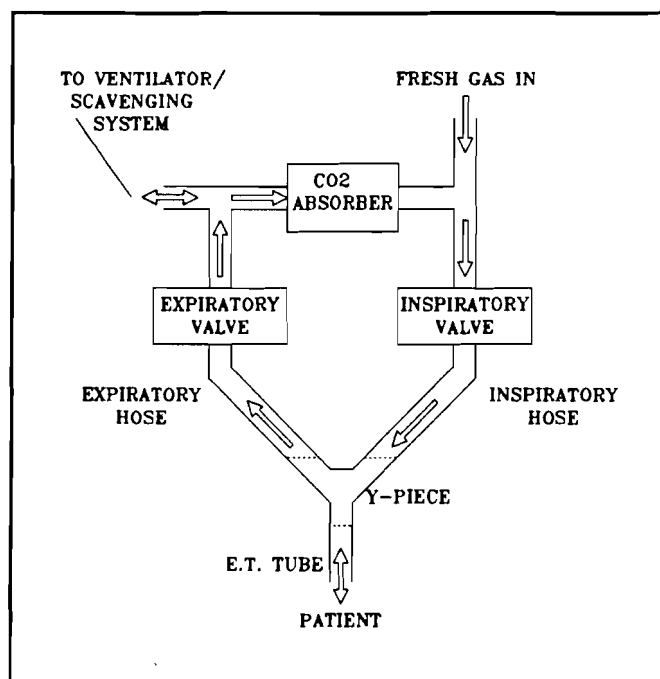 TO VENTILATOR/
SCAVENGING
SYSTEM
FRESH GAS IN
CO2
ABSORBER
EXPIRATORY
VALVE
INSPIRATORY
VALVE
EXPIRATORY
HOSE
INSPIRATORY
HOSE
Y-PIECE
E.T. TUBE
PATIENT